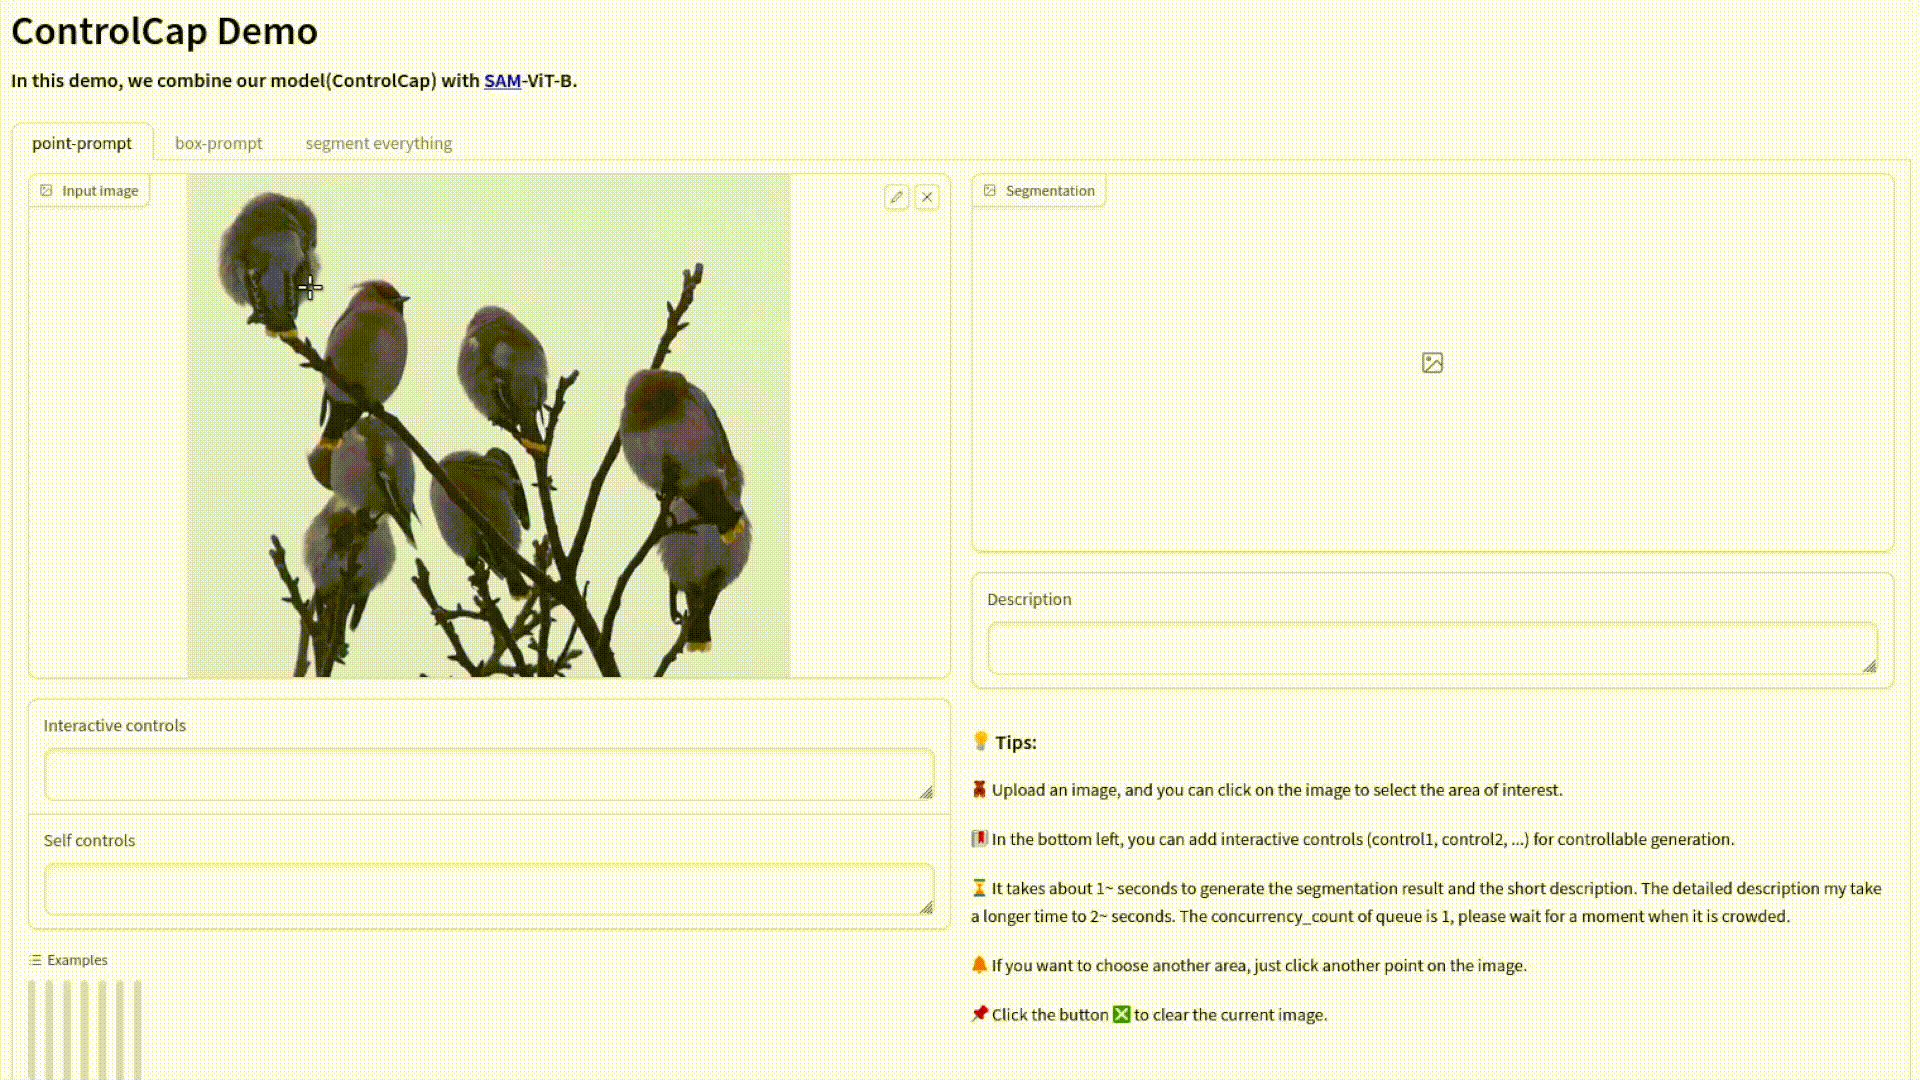 ControlCap Demo
In this demo, we combine our model(ControlCap) with SAM-ViT-B.
point-prompt
box-prompt
segment everything
Input image
Segmentation
Description
Interactive controls
Self controls
Examples
Tips:
Upload an image, and you can click on the image to select the area of interest.
In the bottom left, you can add interactive controls (control1, control2, ...) for controllable generation.
It takes about 1~ seconds to generate the segmentation result and the short description. The detailed description my take
a longer time to 2~ seconds. The concurrency_count of queue is 1, please wait for a moment when it is crowded.
If you want to choose another area, just click another point on the image.
Click the button ❎ to clear the current image.